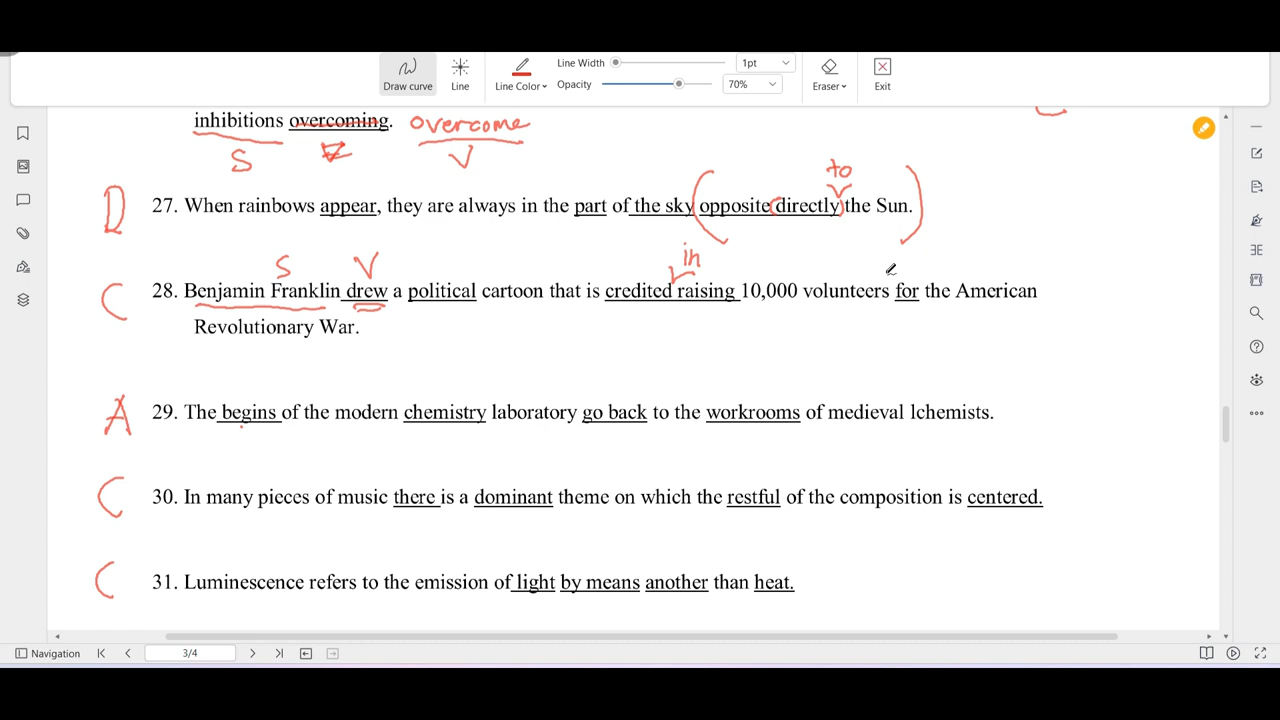 Line Width
1pt
Draw curve
Line
Line Color
Opacity
70%
Eraser
Exit
inhibitions overcoming. overcome
S
V
to
D
27. When rainbows appear, they are always in the part of the sky opposite directly the Sun.
S V in
C
28. Benjamin Franklin drew a political cartoon that is credited raising 10,000 volunteers for the American
Revolutionary War.
A
29. The begins of the modern chemistry laboratory go back to the workrooms of medieval lchemists.
C
30. In many pieces of music there is a dominant theme on which the restful of the composition is centered.
C
31. Luminescence refers to the emission of light by means another than heat.
Navigation
3/4